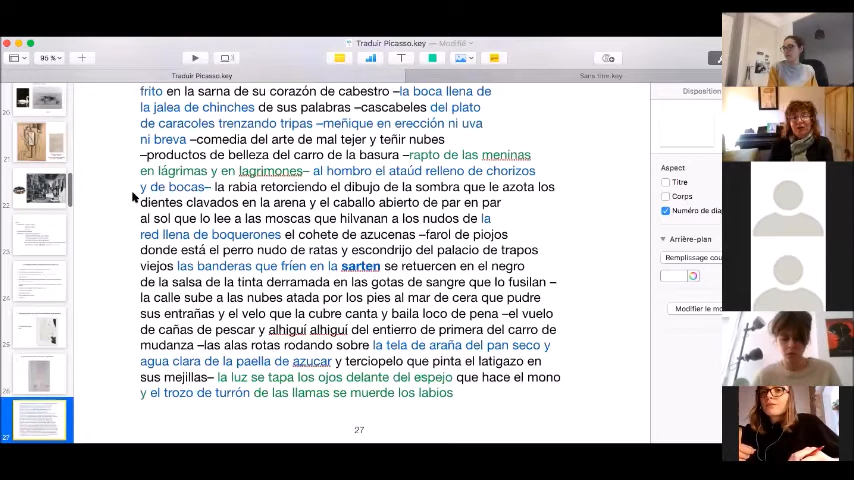 Traduir Picasso.key — Modifié
95 %
Traduir Picasso.key
Sans titre.key
frito en la sarna de su corazón de cabestro –la boca llena de
la jalea de chinches de sus palabras –cascabeles del plato
de caracoles trenzando tripas –meñique en erección ni uva
ni breva –comedia del arte de mal tejer y teñir nubes
–productos de belleza del carro de la basura –rapto de las meninas
en lágrimas y en lagrimones– al hombro el ataúd relleno de chorizos
y de bocas– la rabia retorciendo el dibujo de la sombra que le azota los
dientes clavados en la arena y el caballo abierto de par en par
al sol que lo lee a las moscas que hilvanan a los nudos de la
red llena de boquerones el cohete de azucenas –farol de piojos
donde está el perro nudo de ratas y escondrijo del palacio de trapos
viejos las banderas que fríen en la sarten se retuercen en el negro
de la salsa de la tinta derramada en las gotas de sangre que lo fusilan –
la calle sube a las nubes atada por los pies al mar de cera que pudre
sus entrañas y el velo que la cubre canta y baila loco de pena –el vuelo
de cañas de pescar y alhiguí alhiguí del entierro de primera del carro de
mudanza –las alas rotas rodando sobre la tela de araña del pan seco y
agua clara de la paella de azucar y terciopelo que pinta el latigazo en
sus mejillas– la luz se tapa los ojos delante del espejo que hace el mono
y el trozo de turrón de las llamas se muerde los labios
27
20
21
22
23
24
25
26
27
Disposition
Aspect
Titre
Corps
Numéro de dia
Arrière-plan
Remplissage cou
Modifier le mo